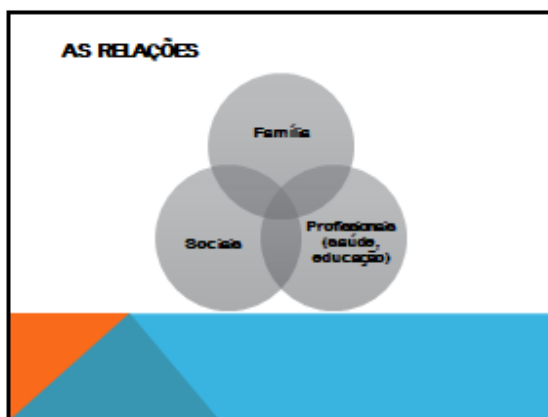 AS RELAÇÕES
Família
Sociais
Profissionais
(saúde,
educação)